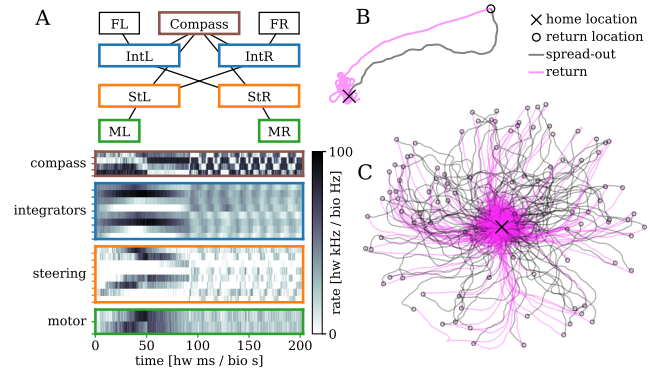 A
FL Compass FR
IntL IntR
StL StR
ML MR
compass
integrators
steering
motor
0 50 100 150 200
time [hw ms / bio s]
100
0
rate [hw kHz / bio Hz]
B
home location
return location
spread-out
return
C